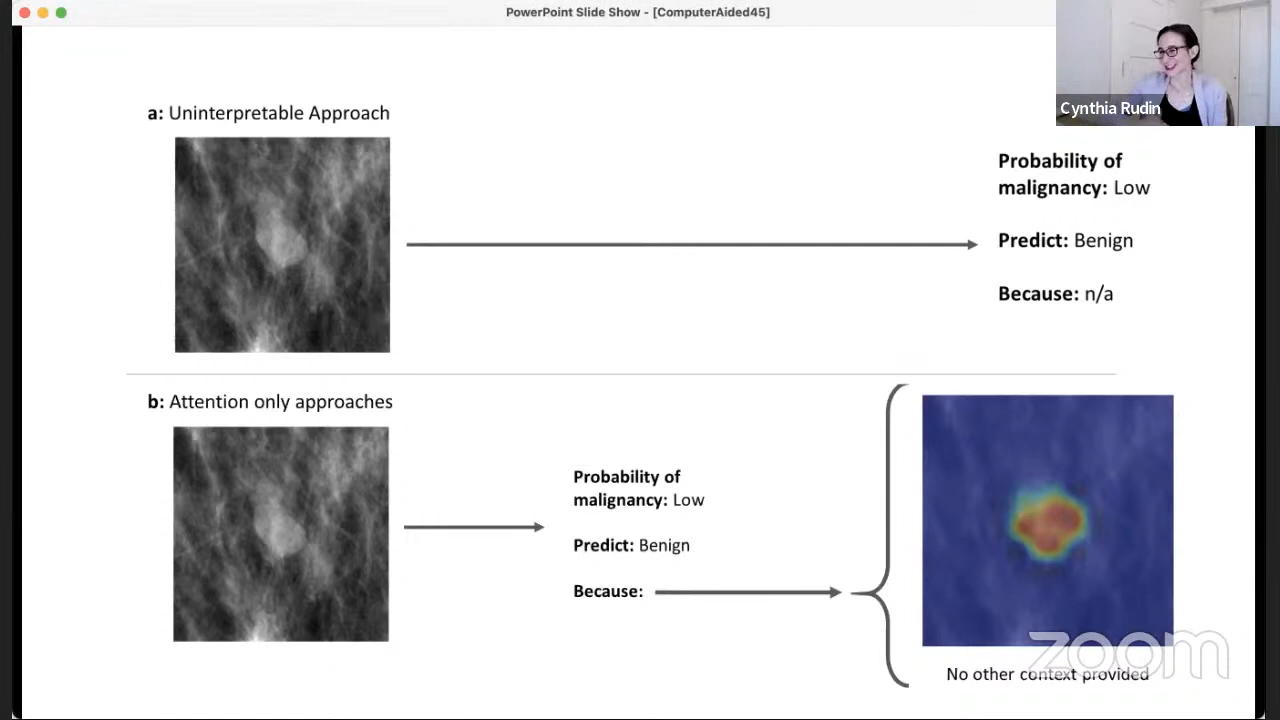 PowerPoint Slide Show - [ComputerAided45]
Cynthia Rudin
a: Uninterpretable Approach
Probability of
malignancy: Low
Predict: Benign
Because: n/a
b: Attention only approaches
Probability of
malignancy: Low
Predict: Benign
Because:
No other context provided
zoom